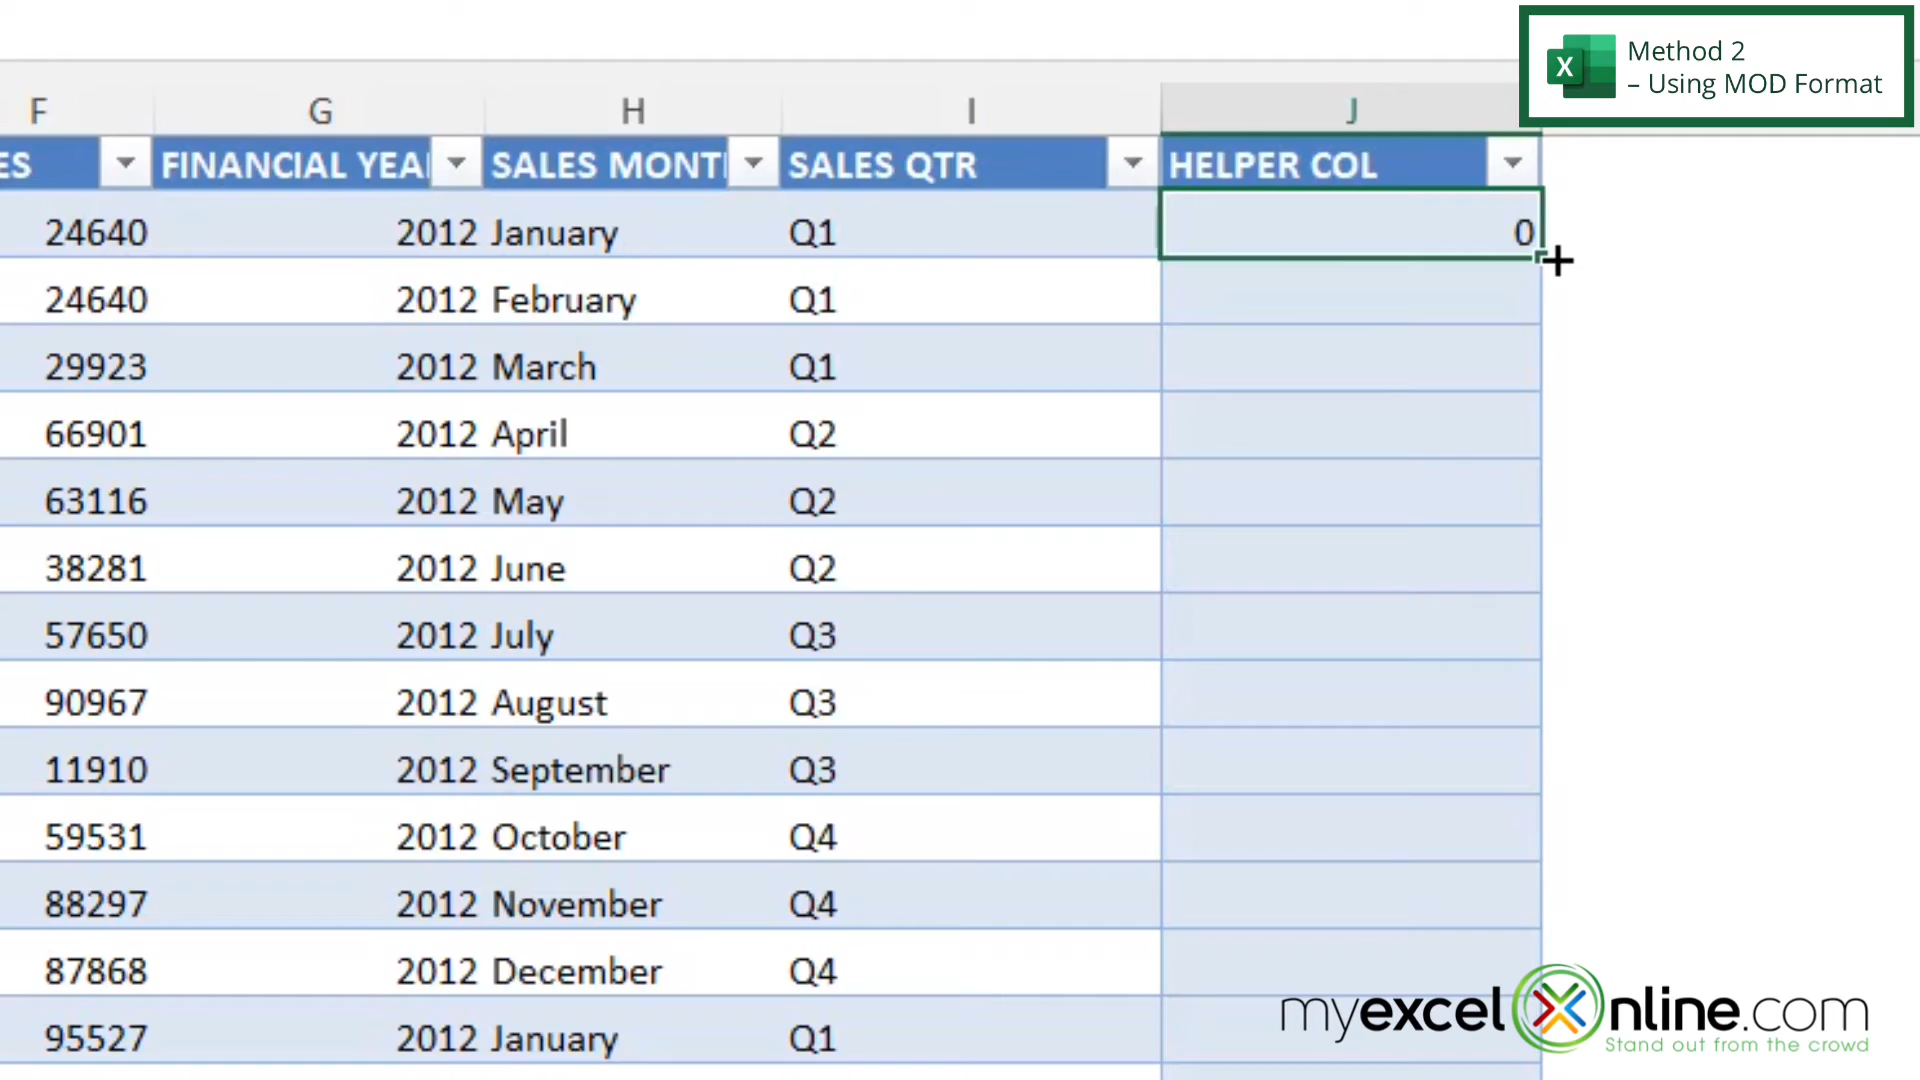 Method 2
– Using MOD Format
F G H I J
ES FINANCIAL YEA SALES MONT SALES QTR HELPER COL
24640 2012 January Q1 0
24640 2012 February Q1
29923 2012 March Q1
66901 2012 April Q2
63116 2012 May Q2
38281 2012 June Q2
57650 2012 July Q3
90967 2012 August Q3
11910 2012 September Q3
59531 2012 October Q4
88297 2012 November Q4
87868 2012 December Q4
95527 2012 January Q1
myexcelOnline.com
Stand out from the crowd